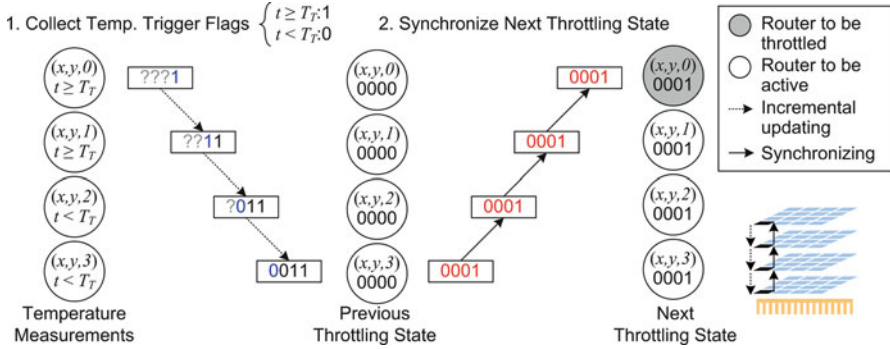 1. Collect Temp. Trigger Flags { t ≥ T_T:1
t < T_T:0
2. Synchronize Next Throttling State
(x,y,0)
t ≥ T_T
(x,y,1)
t ≥ T_T
(x,y,2)
t < T_T
(x,y,3)
t < T_T
Temperature
Measurements
???1
??11
?011
0011
(x,y,0)
0000
(x,y,1)
0000
(x,y,2)
0000
(x,y,3)
0000
Previous
Throttling State
0001
0001
0001
0001
(x,y,0)
0001
(x,y,1)
0001
(x,y,2)
0001
(x,y,3)
0001
Next
Throttling State
Router to be
throttled
Router to be
active
Incremental
updating
Synchronizing